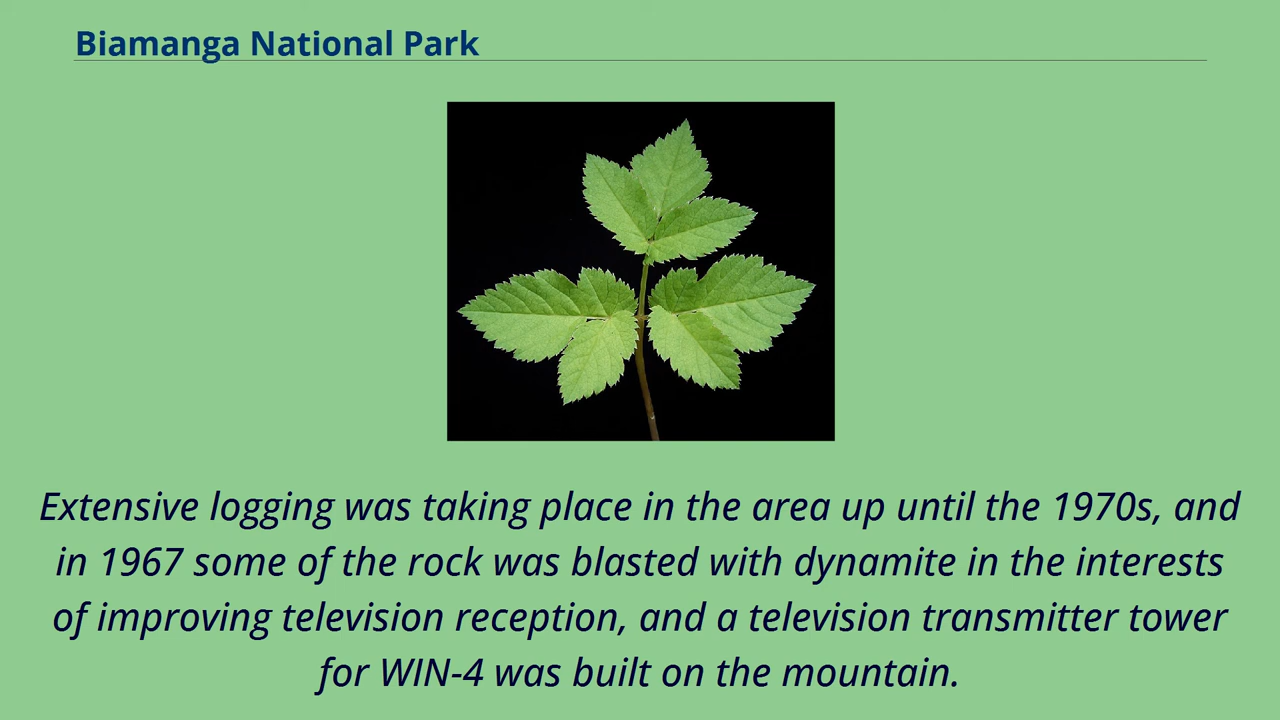 Biamanga National Park
Extensive logging was taking place in the area up until the 1970s, and
in 1967 some of the rock was blasted with dynamite in the interests
of improving television reception, and a television transmitter tower
for WIN-4 was built on the mountain.